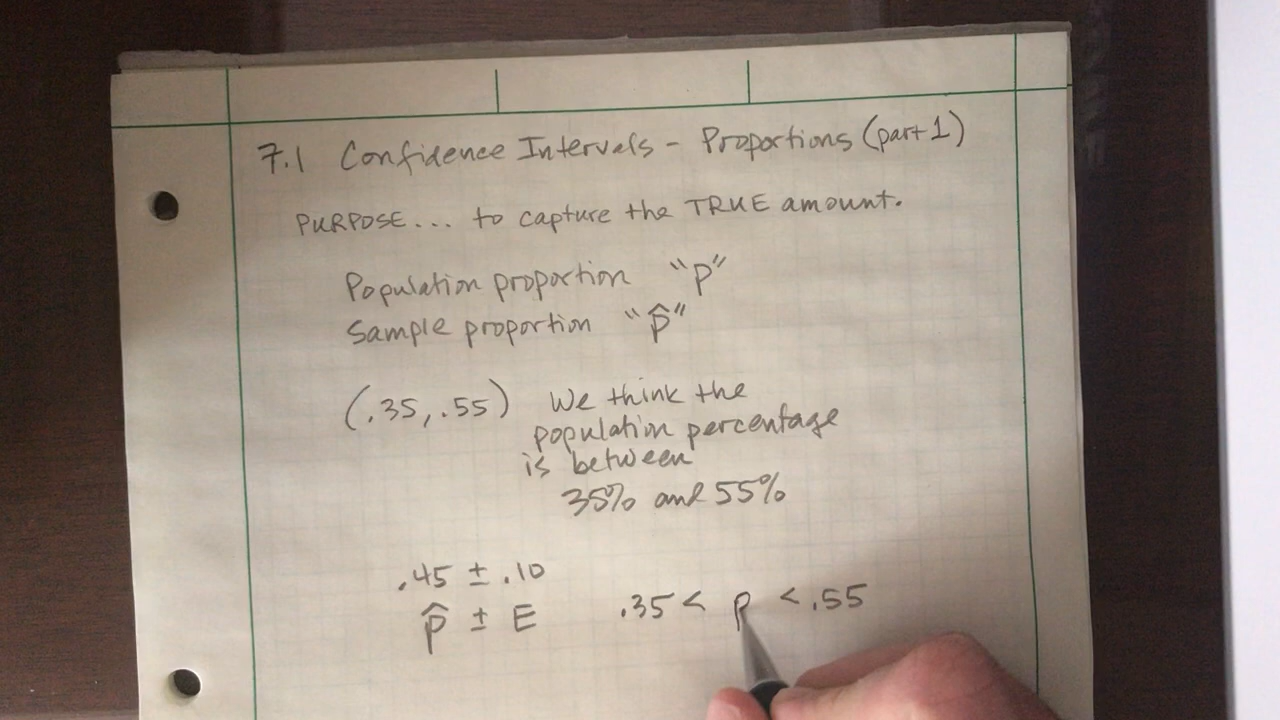 7.1 Confidence Intervals - Proportions (part 1)
PURPOSE... to capture the TRUE amount.
Population proportion "p"
Sample proportion "p̂"
(.35, .55) We think the
population percentage
is between
35% and 55%
.45 ± .10
p̂ ± E
.35 < p < .55